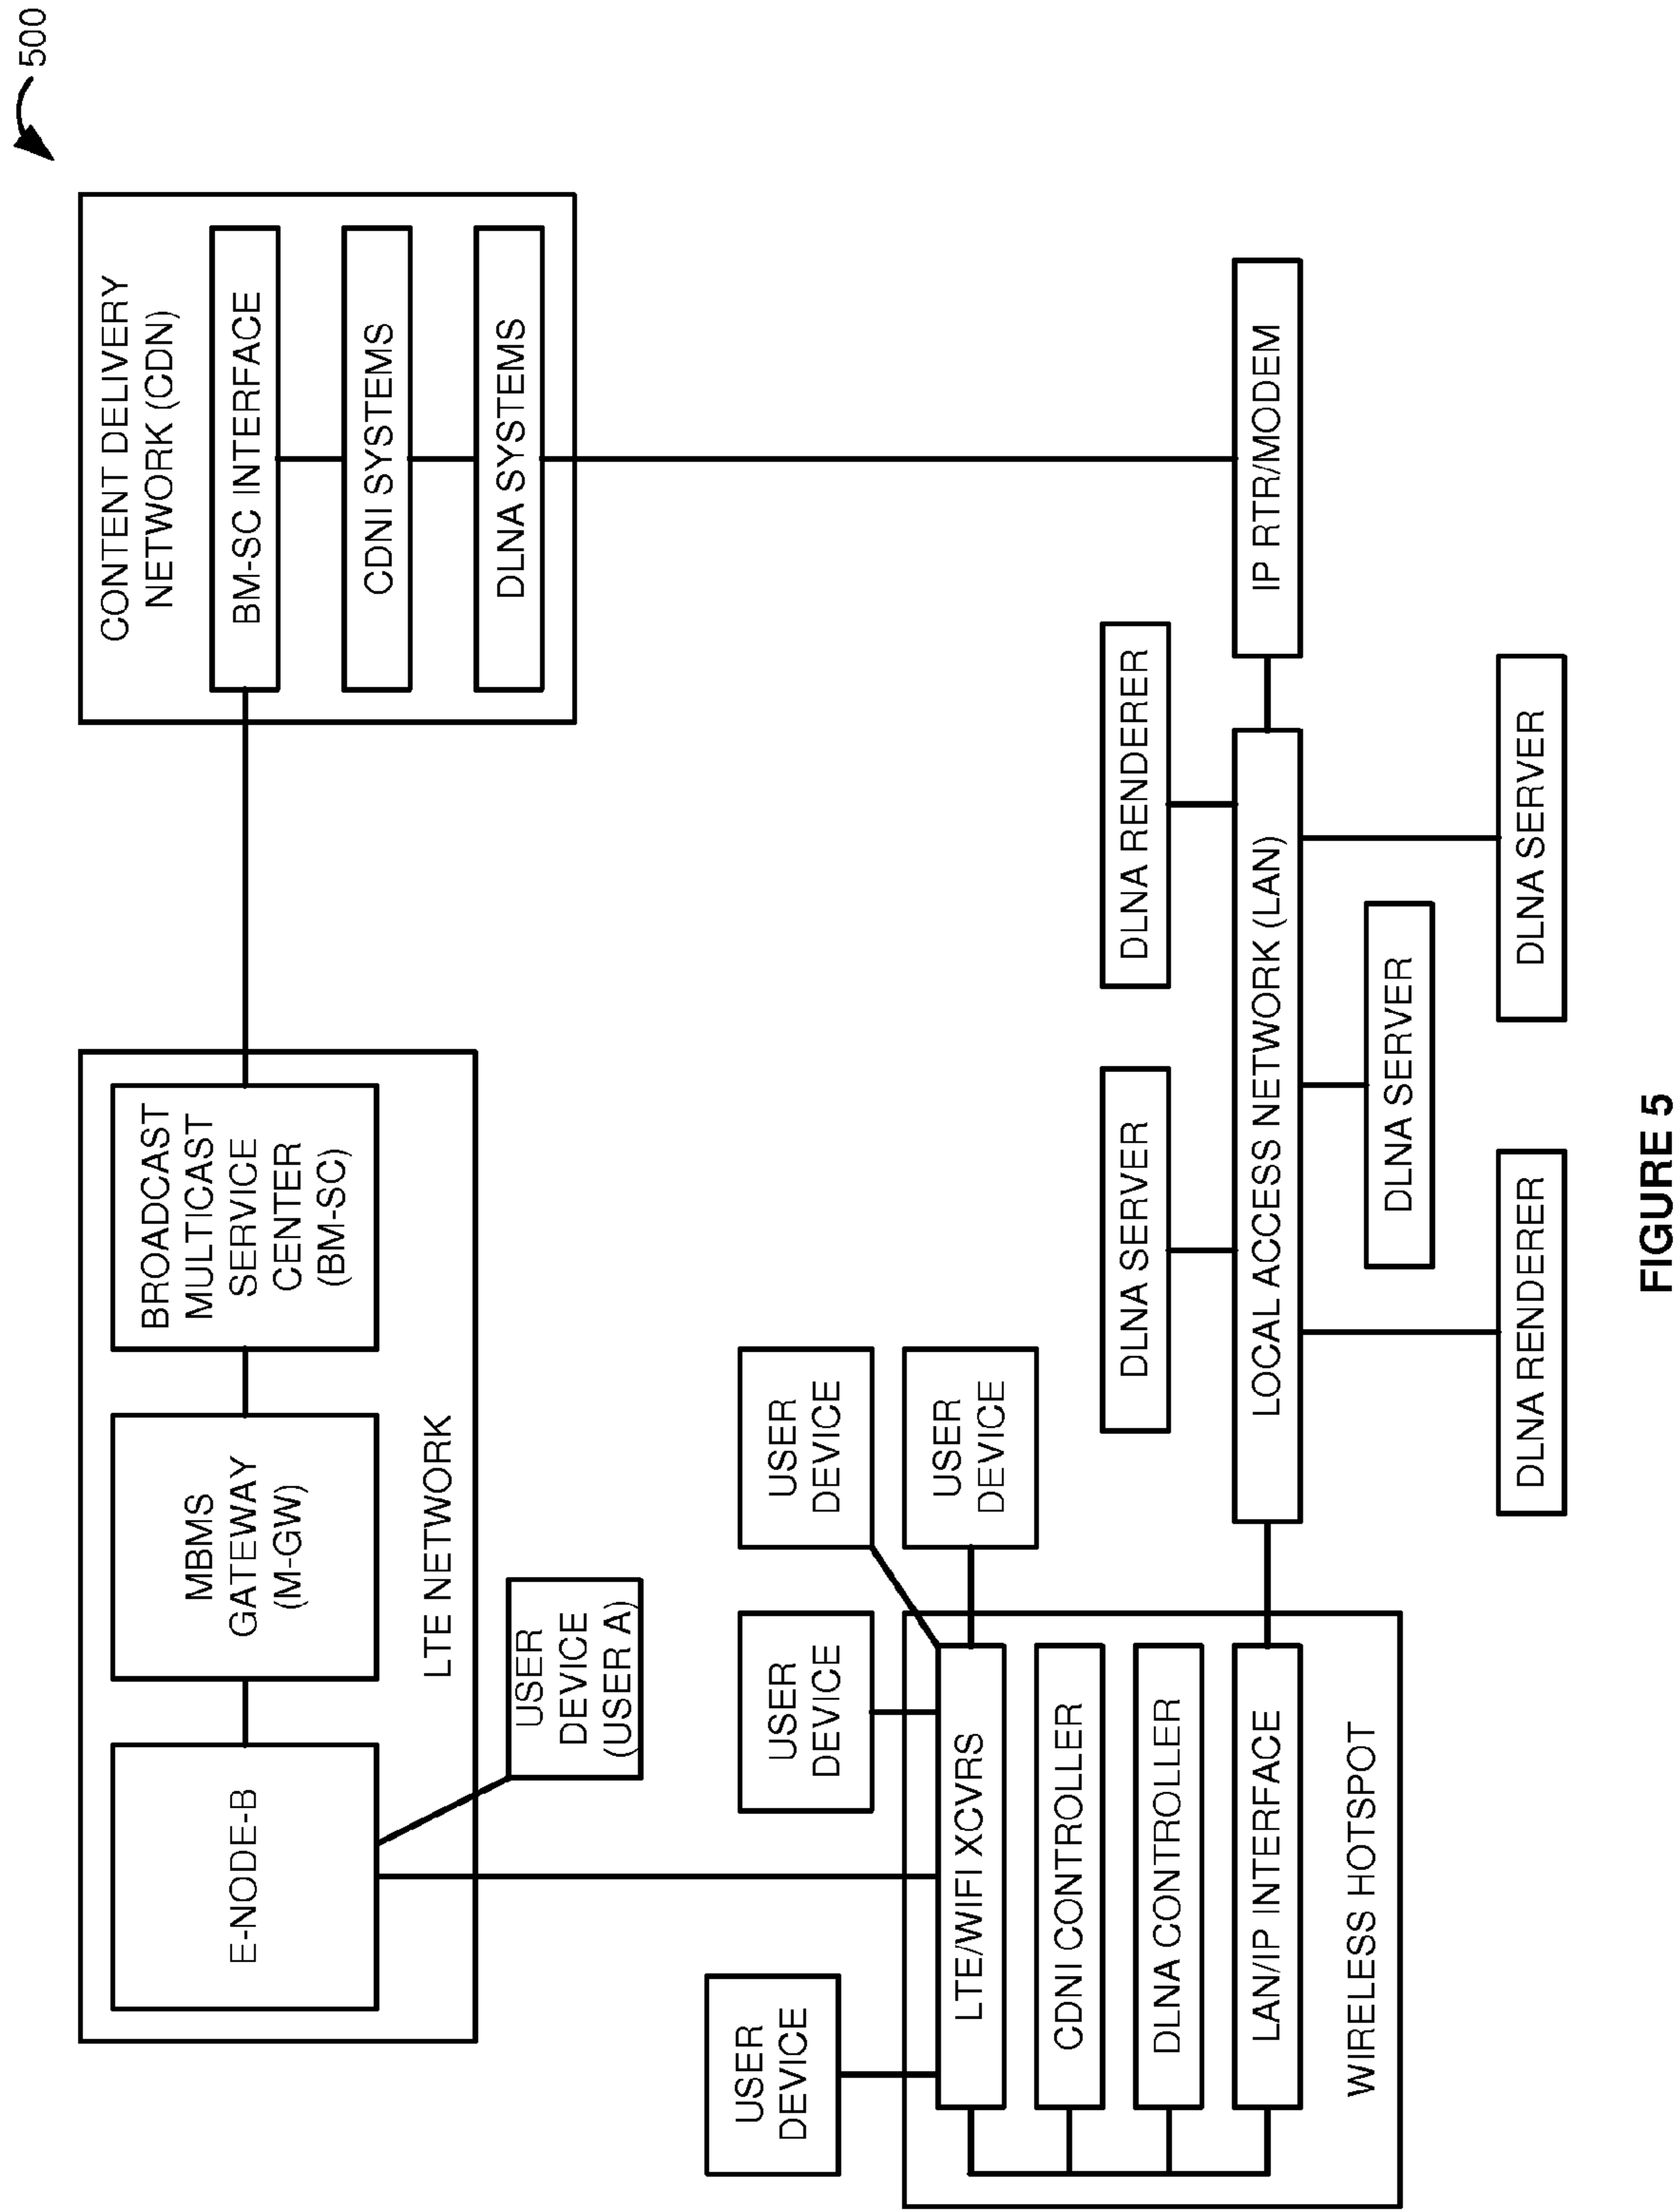 500
CONTENT DELIVERY
NETWORK (CDN)
BM-SC INTERFACE
CDNI SYSTEMS
DLNA SYSTEMS
BROADCAST
MULTICAST
SERVICE
CENTER
(BM-SC)
MBMS
GATEWAY
(M-GW)
E-NODE-B
LTE NETWORK
USER
DEVICE
(USER A)
USER
DEVICE
USER
DEVICE
USER
DEVICE
USER
DEVICE
LTE/WIFI XCVRS
CDNI CONTROLLER
DLNA CONTROLLER
LAN/IP INTERFACE
WIRELESS HOTSPOT
DLNA SERVER
DLNA RENDERER
LOCAL ACCESS NETWORK (LAN)
IP RTR/MODEM
DLNA SERVER
DLNA RENDERER
DLNA SERVER
FIGURE 5